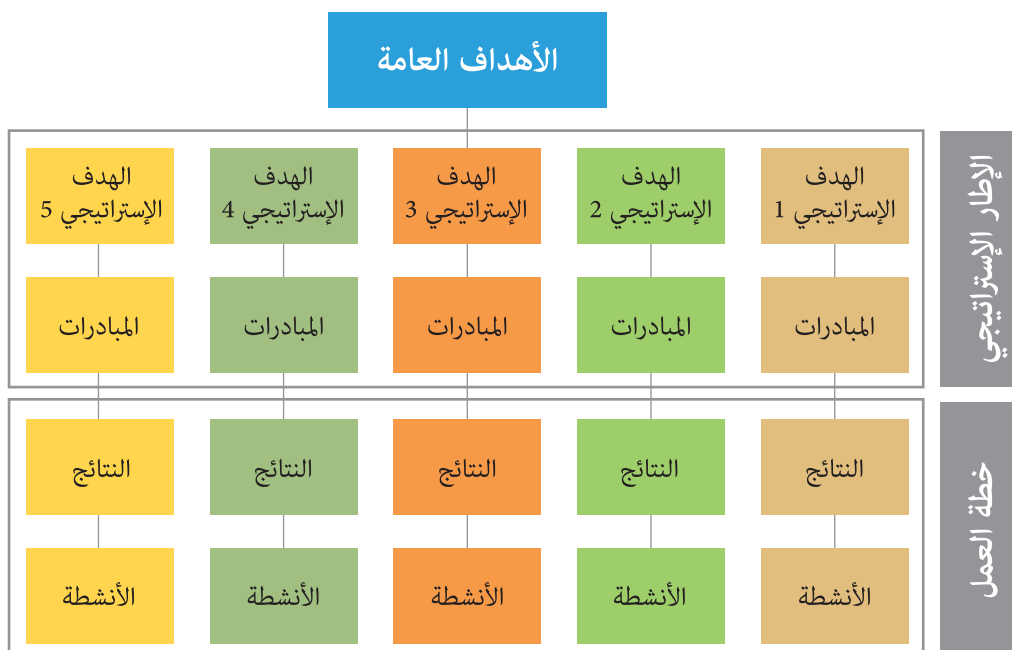 الأهداف العامة
الإطار الإستراتيجي
الهدف
الإستراتيجي 1
الهدف
الإستراتيجي 2
الهدف
الإستراتيجي 3
الهدف
الإستراتيجي 4
الهدف
الإستراتيجي 5
المبادرات
المبادرات
المبادرات
المبادرات
المبادرات
خطة العمل
النتائج
النتائج
النتائج
النتائج
النتائج
الأنشطة
الأنشطة
الأنشطة
الأنشطة
الأنشطة